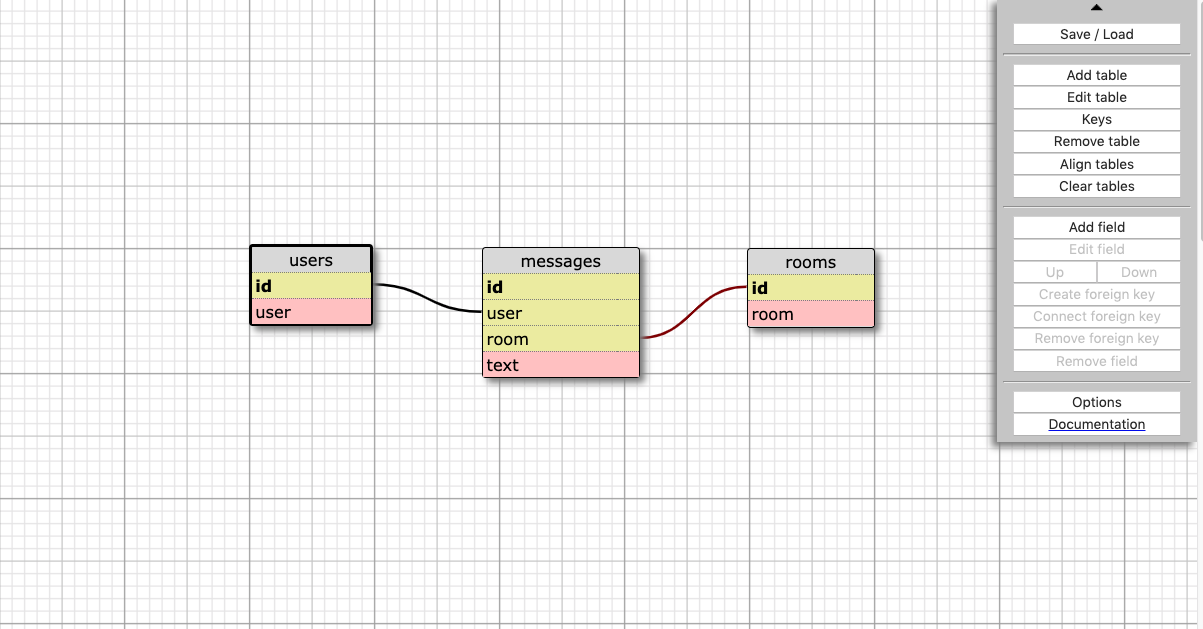 users
id
user
messages
id
user
room
text
rooms
id
room
Save / Load
Add table
Edit table
Keys
Remove table
Align tables
Clear tables
Add field
Edit field
Up Down
Create foreign key
Connect foreign key
Remove foreign key
Remove field
Options
Documentation